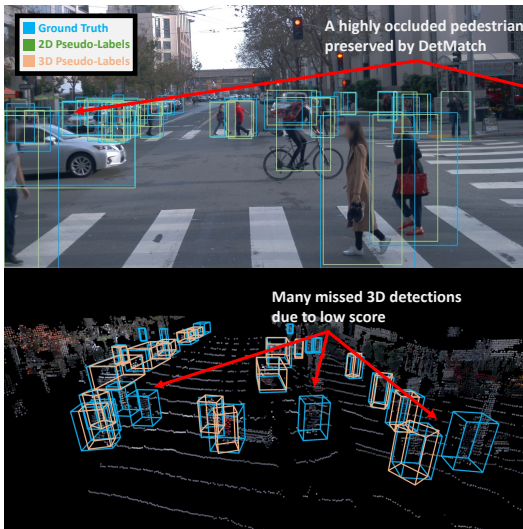 Ground Truth
2D Pseudo-Labels
3D Pseudo-Labels
A highly occluded pedestrian
preserved by DetMatch
Many missed 3D detections
due to low score